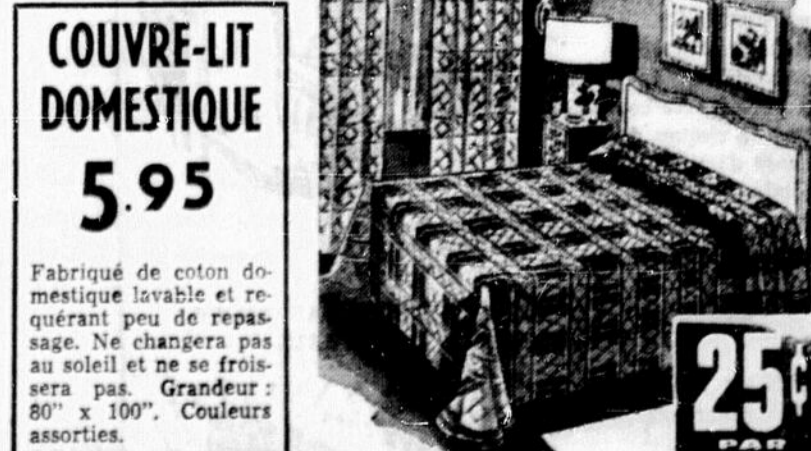 COUVRE-LIT
DOMESTIQUE
5.95
Fabriqué de coton do-
mestique lavable et re-
quérant peu de repas-
sage. Ne changera pas
au soleil et ne se frois-
sera pas. Grandeur :
80" x 100". Couleurs
assorties.
25¢
PAR